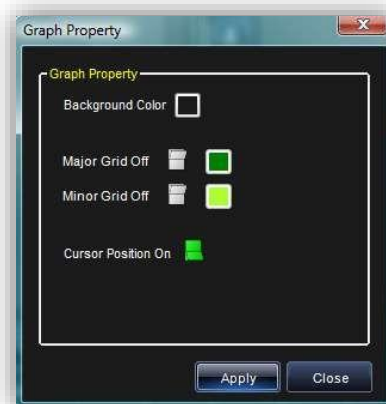 Graph Property
Graph Property
Background Color
Major Grid Off
Minor Grid Off
Cursor Position On
Apply Close